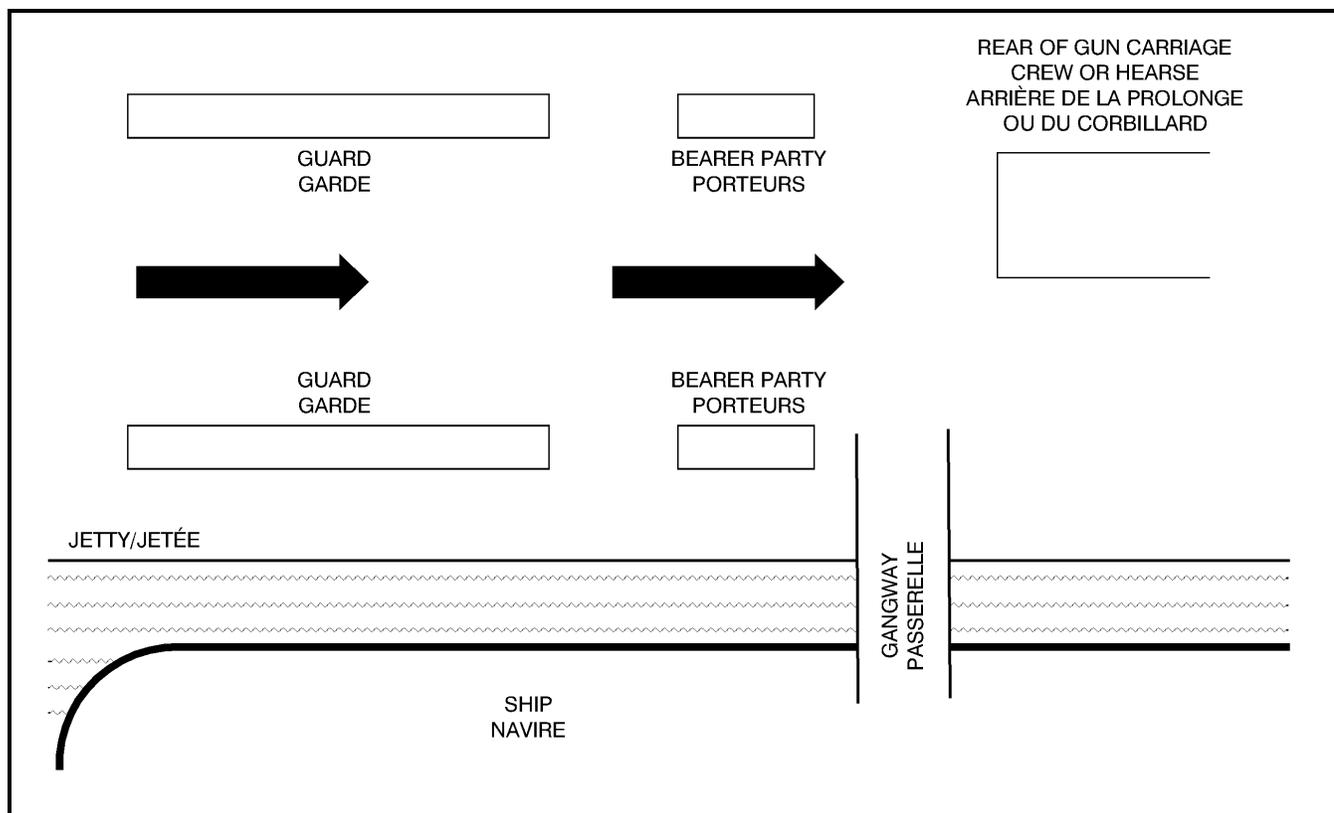 REAR OF GUN CARRIAGE
CREW OR HEARSE
ARRIÈRE DE LA PROLONGE
OU DU CORBILLARD
GUARD
GARDE
BEARER PARTY
PORTEURS
GUARD
GARDE
BEARER PARTY
PORTEURS
JETTY/JETÉE
GANGWAY
PASSERELLE
SHIP
NAVIRE